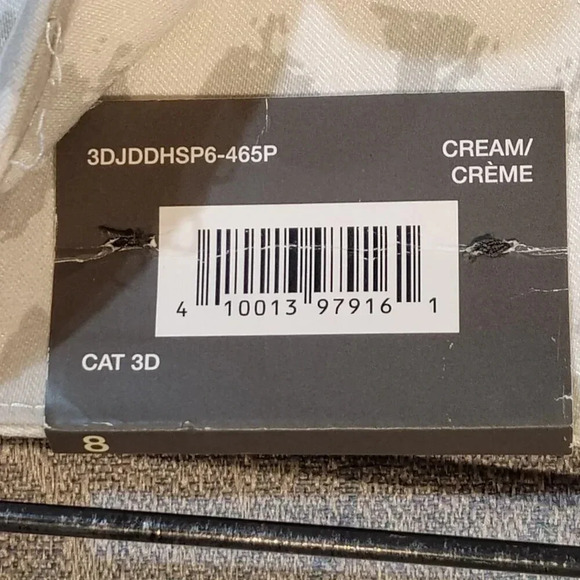 3DJDDHSP6-465P
CREAM/
CRÈME
4 10013 97916 1
CAT 3D
8